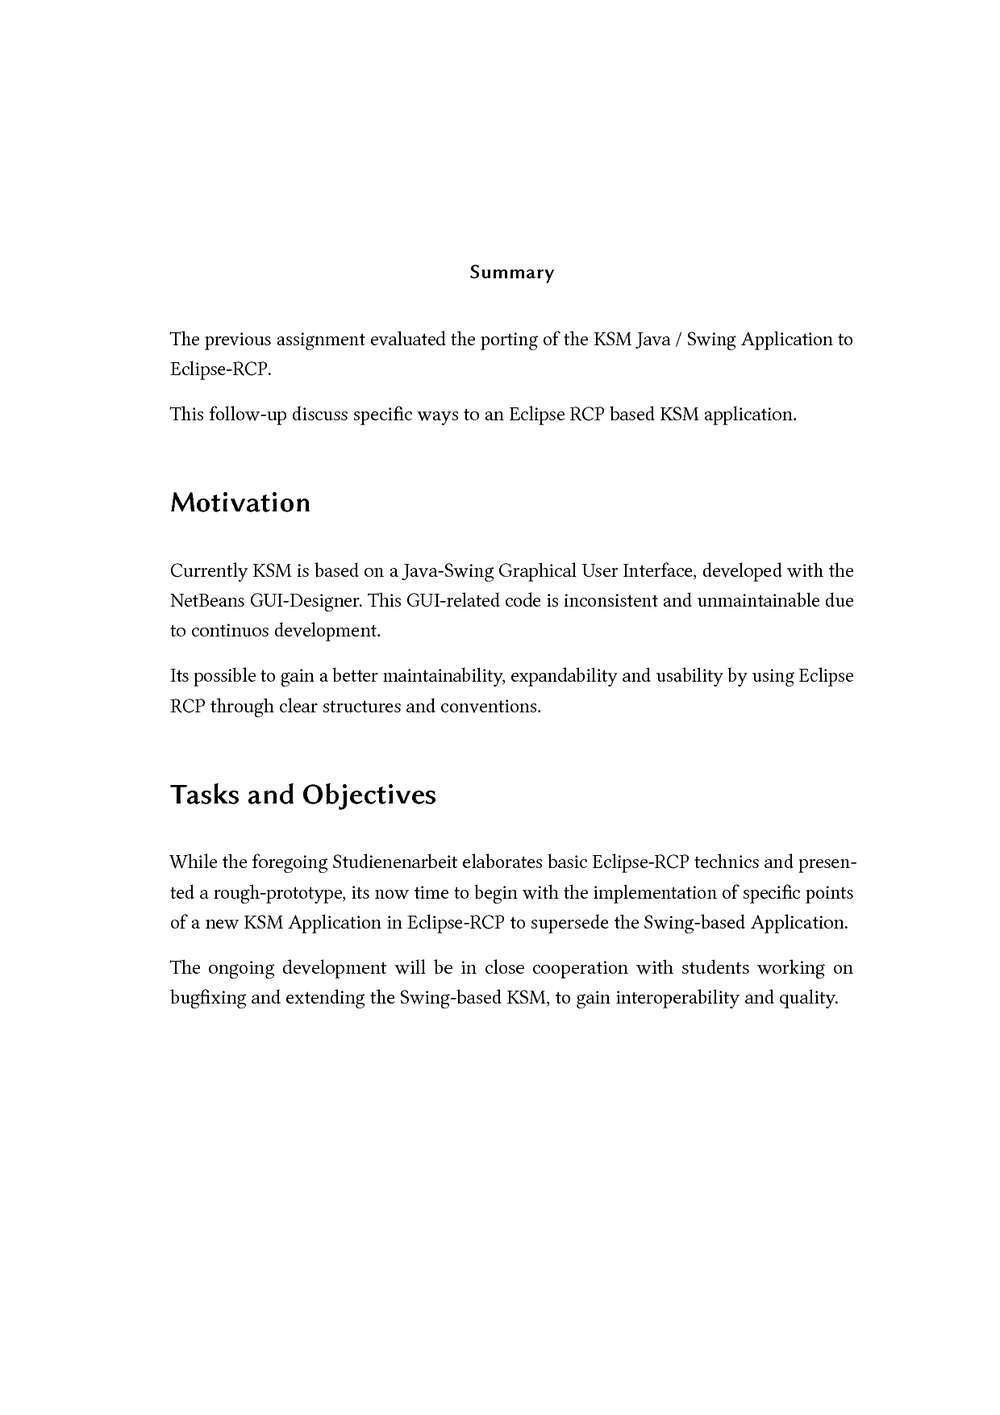 Summary
The previous assignment evaluated the porting of the KSM Java / Swing Application to
Eclipse-RCP.
This follow-up discuss specific ways to an Eclipse RCP based KSM application.
Motivation
Currently KSM is based on a Java-Swing Graphical User Interface, developed with the
NetBeans GUI-Designer. This GUI-related code is inconsistent and unmaintainable due
to continuos development.
Its possible to gain a better maintainability, expandability and usability by using Eclipse
RCP through clear structures and conventions.
Tasks and Objectives
While the foregoing Studienenarbeit elaborates basic Eclipse-RCP technics and presen-
ted a rough-prototype, its now time to begin with the implementation of specific points
of a new KSM Application in Eclipse-RCP to supersede the Swing-based Application.
The ongoing development will be in close cooperation with students working on
bugfixing and extending the Swing-based KSM, to gain interoperability and quality.